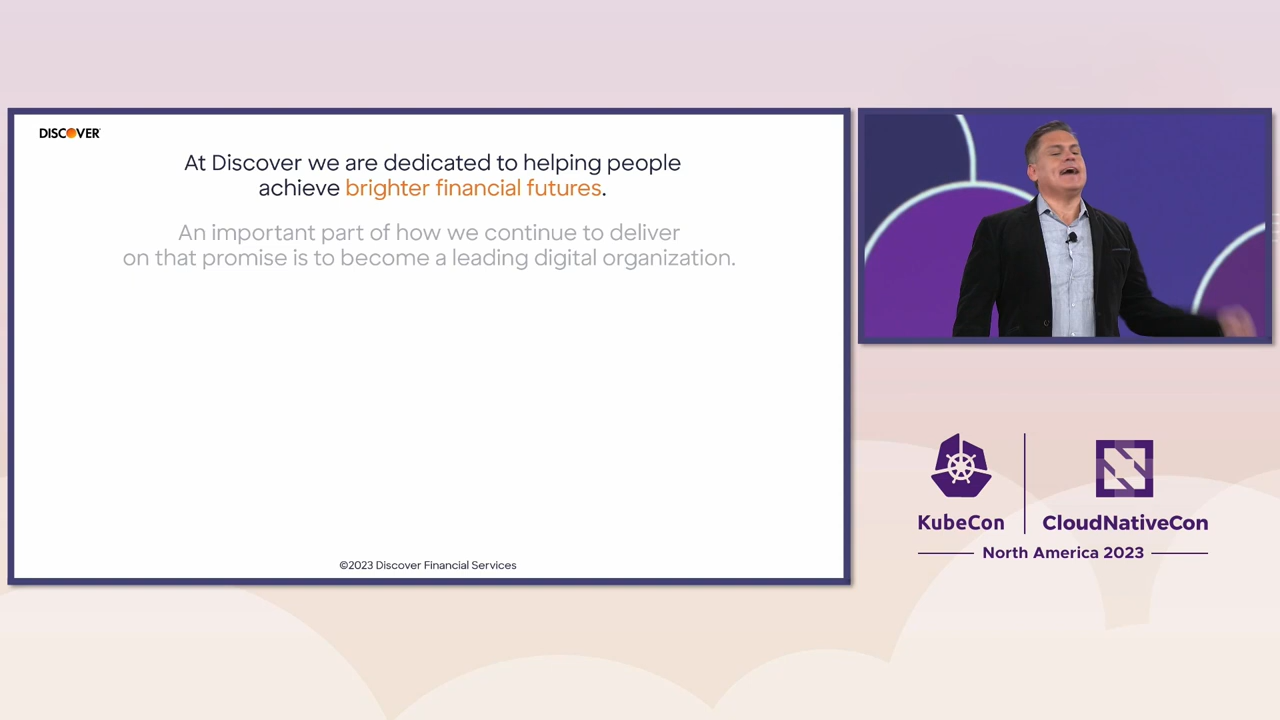 DISCOVER
At Discover we are dedicated to helping people
achieve brighter financial futures.
An important part of how we continue to deliver
on that promise is to become a leading digital organization.
©2023 Discover Financial Services
KubeCon
CloudNativeCon
North America 2023